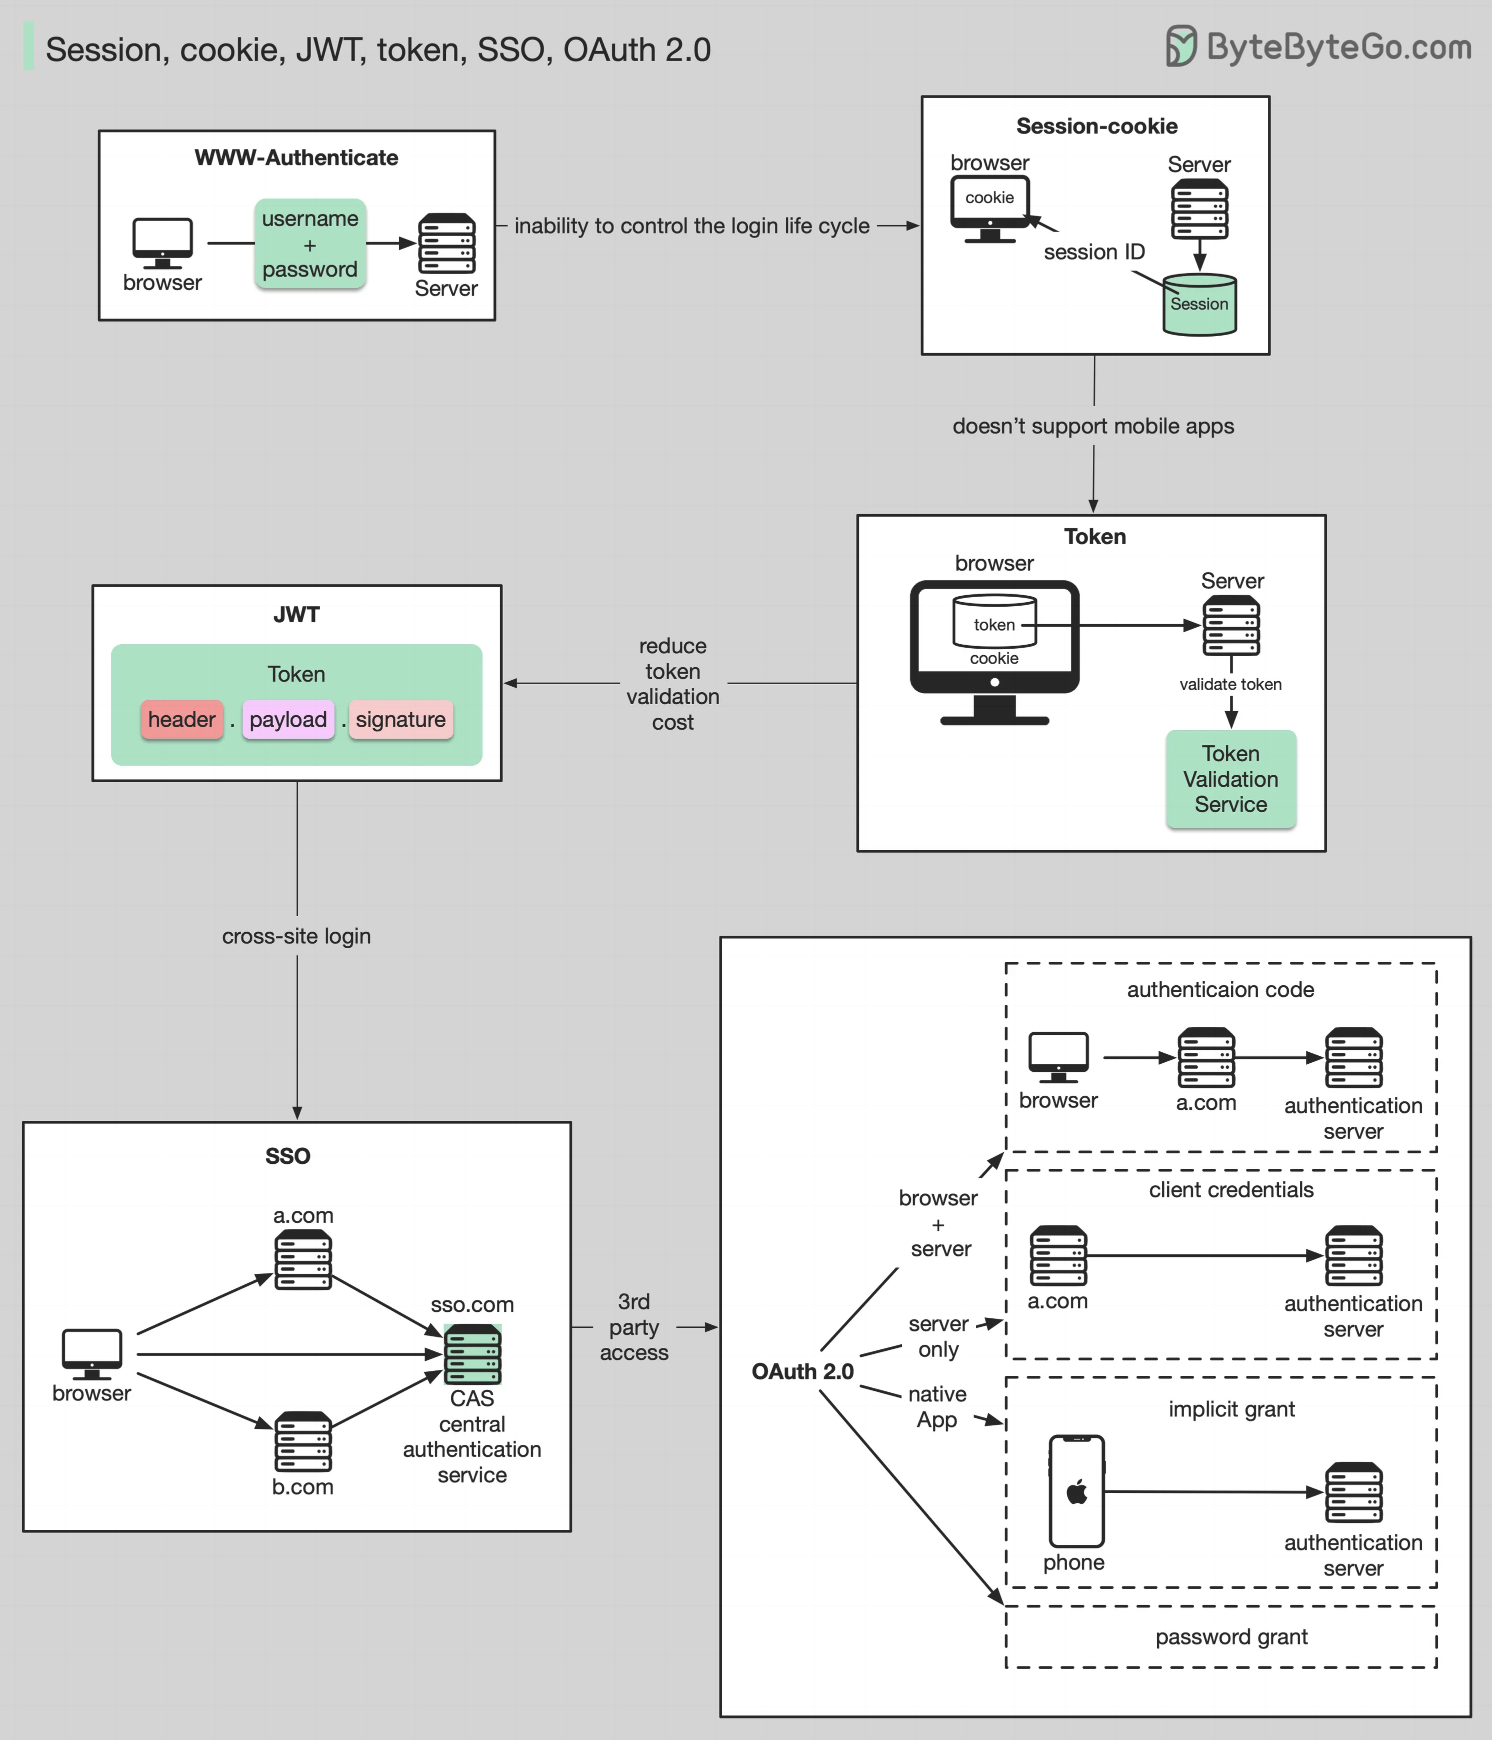 Session, cookie, JWT, token, SSO, OAuth 2.0
ByteByteGo.com
WWW-Authenticate
browser
username
+
password
Server
inability to control the login life cycle
Session-cookie
browser
cookie
Server
session ID
Session
doesn't support mobile apps
Token
browser
token
cookie
Server
validate token
Token
Validation
Service
reduce
token
validation
cost
JWT
Token
header . payload . signature
cross-site login
SSO
a.com
browser
b.com
sso.com
CAS
central
authentication
service
3rd
party
access
OAuth 2.0
browser
+
server
authenticaion code
browser
a.com
authentication
server
server
only
client credentials
a.com
authentication
server
native
App
implicit grant
phone
authentication
server
password grant